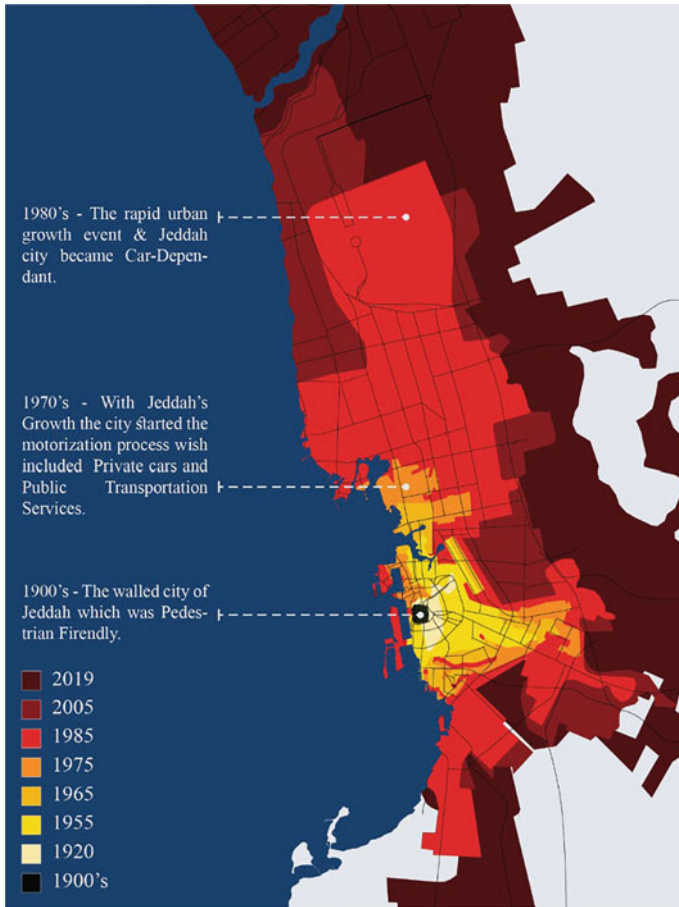 1980's - The rapid urban
growth event & Jeddah
city became Car-Depen-
dant.
1970's - With Jeddah's
Growth the city started the
motorization process wish
included Private cars and
Public Transportation
Services.
1900's - The walled city of
Jeddah which was Pedes-
trian Firendly.
2019
2005
1985
1975
1965
1955
1920
1900's